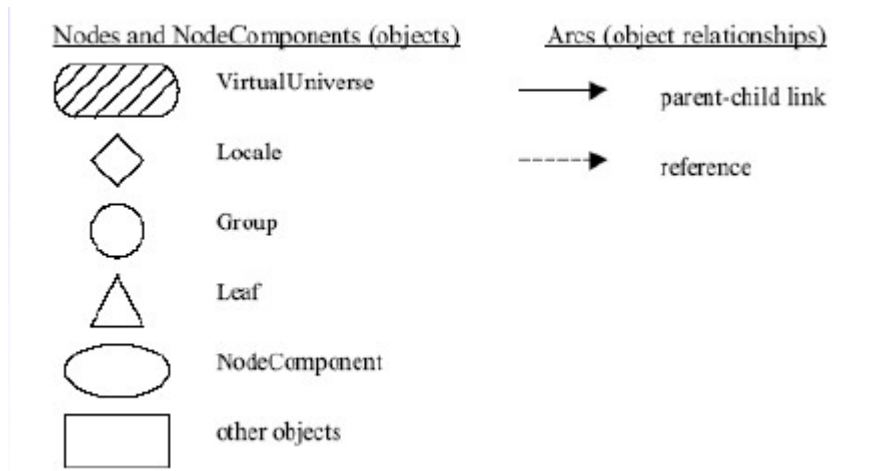 Nodes and NodeComponents (objects)
Arcs (object relationships)
VirtualUniverse
Locale
Group
Leaf
NodeComponent
other objects
parent-child link
reference